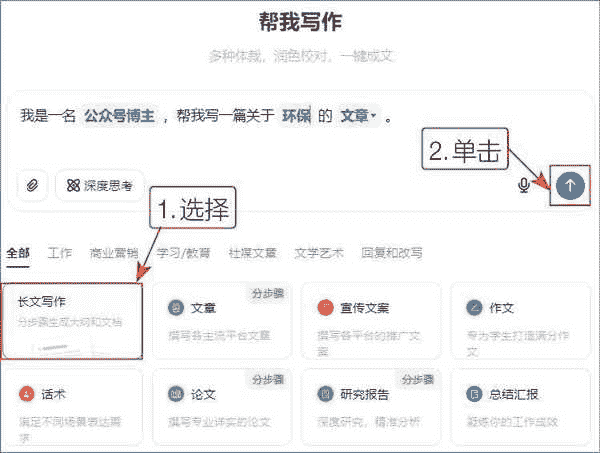 帮我写作
多种体裁，润色校对，一键成文
我是一名 公众号博主 ，帮我写一篇关于 环保 的 文章 。
2.单击
深度思考
1.选择
全部 工作 商业营销 学习/教育 社媒文章 文学艺术 回复和改写
长文写作
分步骤生成大纲和文档
分步骤
文章
撰写各主流平台文章
宣传文案
撰写各平台的推广文案
作文
专为学生打造满分作文
话术
满足不同场景表达需求
分步骤
论文
撰写专业详实的论文
分步骤
研究报告
深度研究，精准分析
总结汇报
凝炼你的工作成效